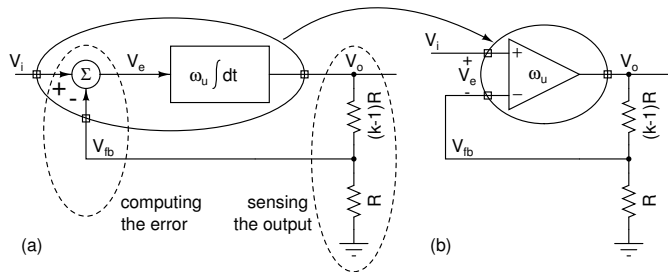 V_i
+
-
Σ
V_e
ω_u ∫ dt
V_o
(k-1)R
V_fb
R
computing
the error
sensing
the output
(a)
V_i
+
V_e
-
+
−
ω_u
V_o
(k-1)R
V_fb
R
(b)